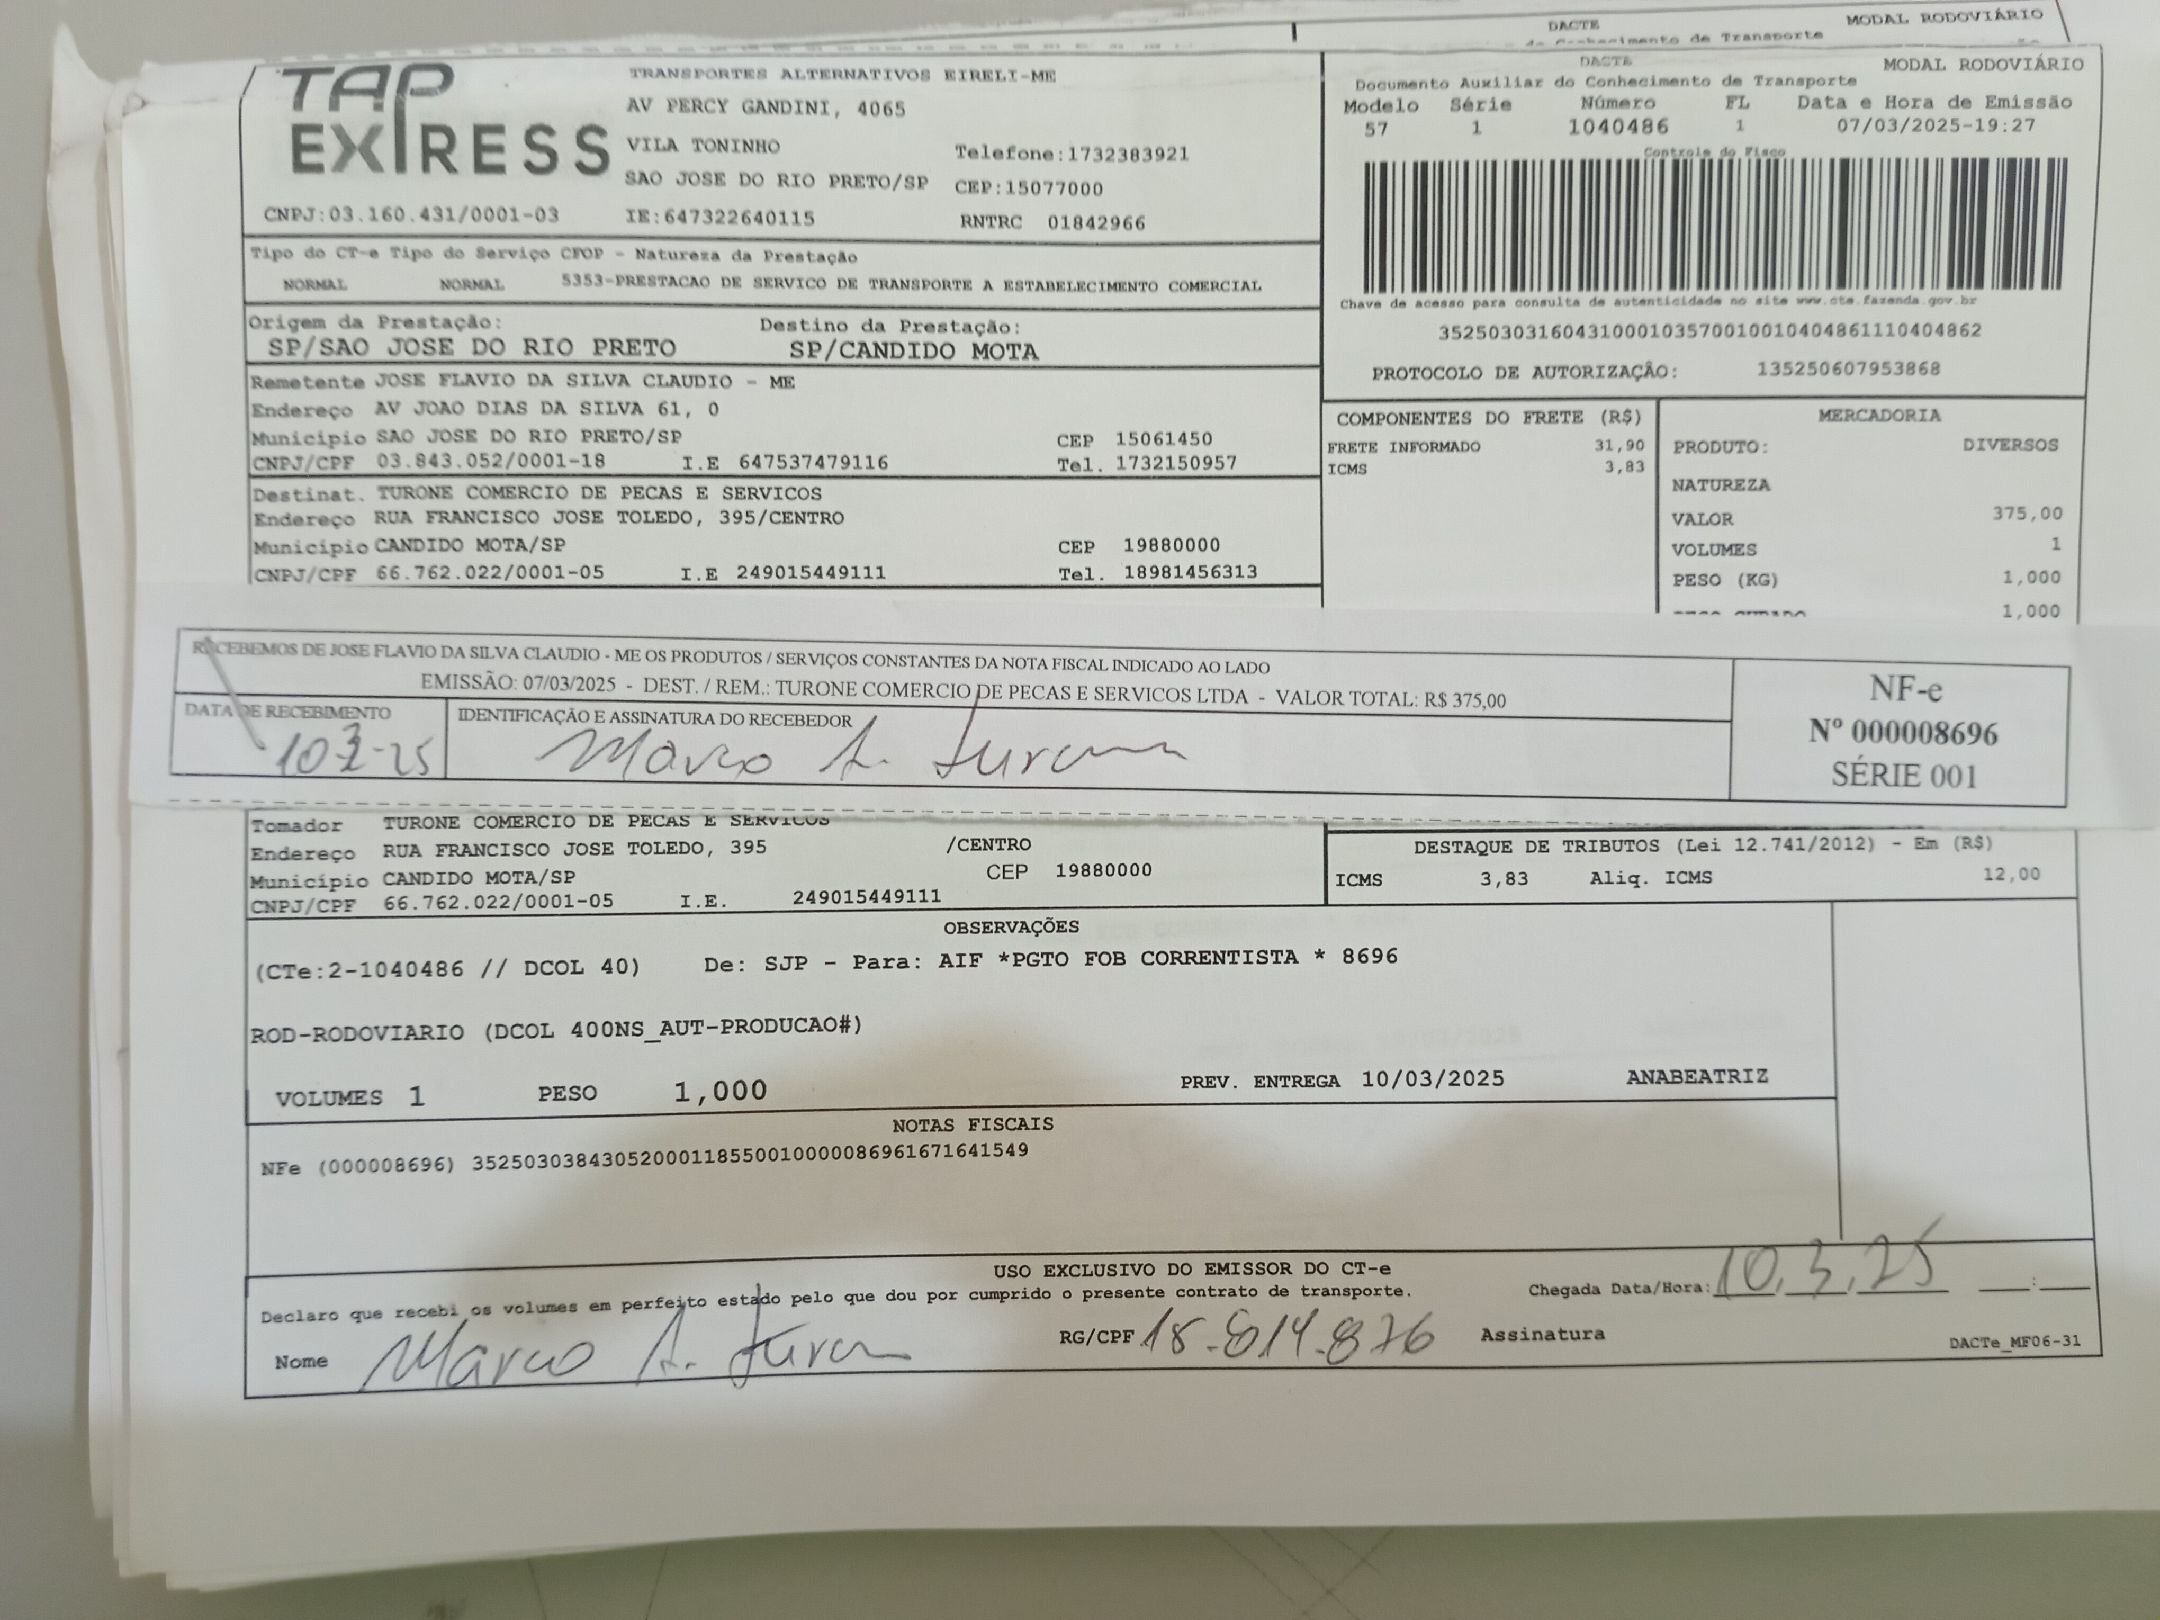 DACTE
MODAL RODOVIÁRIO
de Conhecimento de Transporte
TAP EXPRESS
TRANSPORTES ALTERNATIVOS EIRELI-ME
AV PERCY GANDINI, 4065
VILA TONINHO
Telefone:1732383921
SAO JOSE DO RIO PRETO/SP
CEP:15077000
CNPJ:03.160.431/0001-03
IE:647322640115
RNTRC 01842966
DACTE
MODAL RODOVIÁRIO
Documento Auxiliar do Conhecimento de Transporte
Modelo Série Número FL Data e Hora de Emissão
57 1 1040486 1 07/03/2025-19:27
Controle do Fisco
Chave de acesso para consulta de autenticidade no site www.cte.fazenda.gov.br
35250303160431000103570010010404861110404862
PROTOCOLO DE AUTORIZAÇÃO: 135250607953868
Tipo do CT-e Tipo do Serviço CFOP - Natureza da Prestação
NORMAL NORMAL 5353-PRESTACAO DE SERVICO DE TRANSPORTE A ESTABELECIMENTO COMERCIAL
Origem da Prestação: Destino da Prestação:
SP/SAO JOSE DO RIO PRETO SP/CANDIDO MOTA
Remetente JOSE FLAVIO DA SILVA CLAUDIO - ME
Endereço AV JOAO DIAS DA SILVA 61, 0
Município SAO JOSE DO RIO PRETO/SP CEP 15061450
CNPJ/CPF 03.843.052/0001-18 I.E 647537479116 Tel. 1732150957
Destinat. TURONE COMERCIO DE PECAS E SERVICOS
Endereço RUA FRANCISCO JOSE TOLEDO, 395/CENTRO
Município CANDIDO MOTA/SP CEP 19880000
CNPJ/CPF 66.762.022/0001-05 I.E 249015449111 Tel. 18981456313
COMPONENTES DO FRETE (R$)
FRETE INFORMADO 31,90
ICMS 3,83
MERCADORIA
PRODUTO: DIVERSOS
NATUREZA
VALOR 375,00
VOLUMES 1
PESO (KG) 1,000
1,000
RECEBEMOS DE JOSE FLAVIO DA SILVA CLAUDIO - ME OS PRODUTOS / SERVIÇOS CONSTANTES DA NOTA FISCAL INDICADO AO LADO
EMISSÃO: 07/03/2025 - DEST. / REM.: TURONE COMERCIO DE PECAS E SERVICOS LTDA - VALOR TOTAL: R$ 375,00
DATA DE RECEBIMENTO
IDENTIFICAÇÃO E ASSINATURA DO RECEBEDOR
10-3-25
Marco A.
NF-e
Nº 000008696
SÉRIE 001
Tomador TURONE COMERCIO DE PECAS E SERVICOS
Endereço RUA FRANCISCO JOSE TOLEDO, 395 /CENTRO
Município CANDIDO MOTA/SP CEP 19880000
CNPJ/CPF 66.762.022/0001-05 I.E. 249015449111
DESTAQUE DE TRIBUTOS (Lei 12.741/2012) - Em (R$)
ICMS 3,83 Aliq. ICMS 12,00
OBSERVAÇÕES
(CTe:2-1040486 // DCOL 40) De: SJP - Para: AIF *PGTO FOB CORRENTISTA * 8696
ROD-RODOVIARIO (DCOL 400NS_AUT-PRODUCAO#)
VOLUMES 1 PESO 1,000 PREV. ENTREGA 10/03/2025 ANABEATRIZ
NOTAS FISCAIS
NFe (000008696) 35250303843052000118550010000086961671641549
USO EXCLUSIVO DO EMISSOR DO CT-e
Declaro que recebi os volumes em perfeito estado pelo que dou por cumprido o presente contrato de transporte.
Chegada Data/Hora: 10.3.25 __:__
Nome Marco A. RG/CPF 18-814-876 Assinatura
DACTe_MF06-31